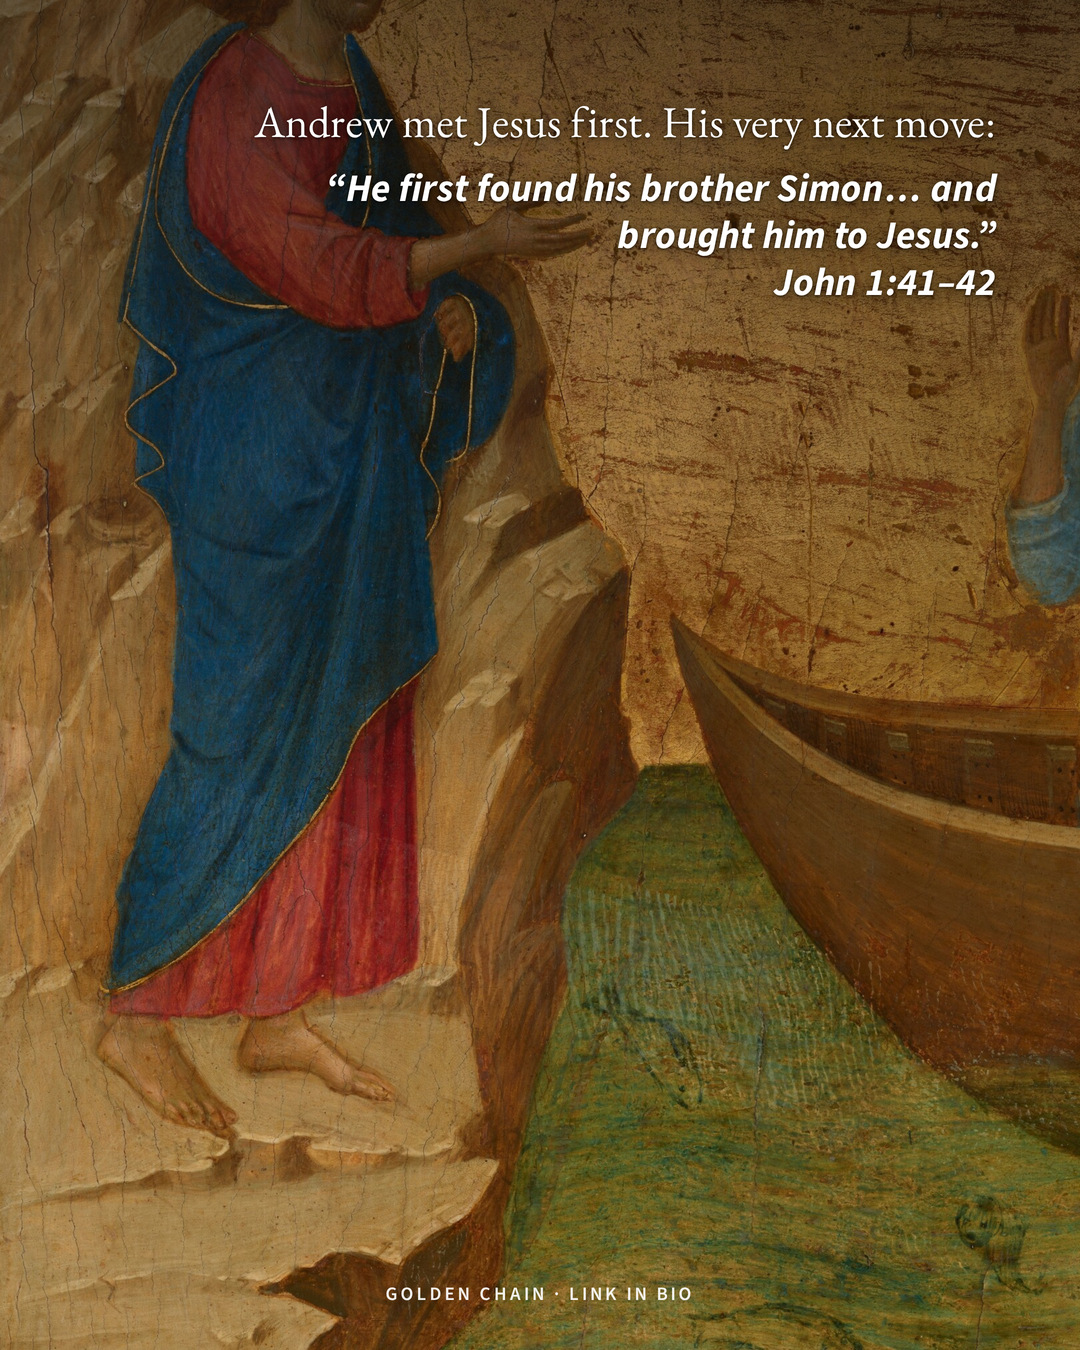 Andrew met Jesus first. His very next move:
“He first found his brother Simon… and
brought him to Jesus.”
John 1:41–42
GOLDEN CHAIN · LINK IN BIO